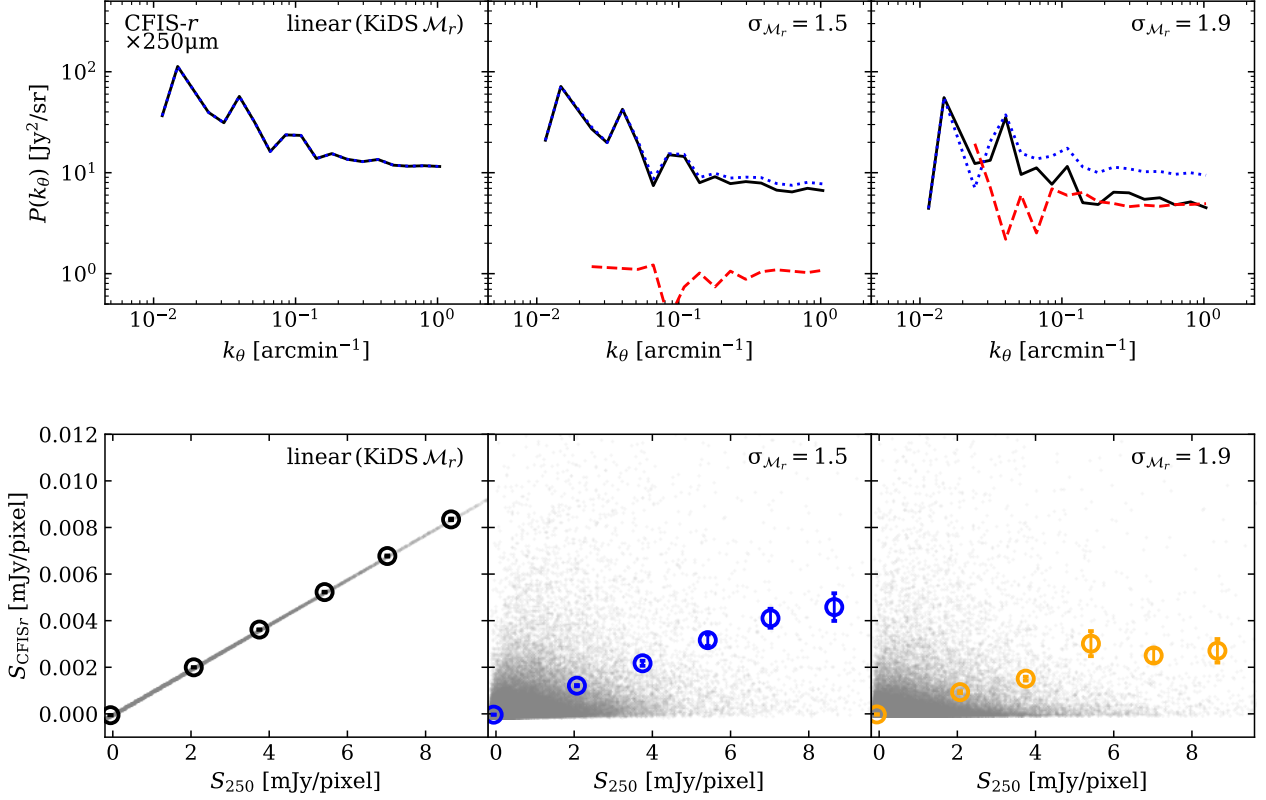 CFIS-r
×250μm
linear (KiDS ℳr)
σℳr = 1.5
σℳr = 1.9
10²
10¹
10⁰
P(kθ) [Jy²/sr]
10⁻² 10⁻¹ 10⁰
10⁻² 10⁻¹ 10⁰
10⁻² 10⁻¹ 10⁰
kθ [arcmin⁻¹]
kθ [arcmin⁻¹]
kθ [arcmin⁻¹]
linear (KiDS ℳr)
σℳr = 1.5
σℳr = 1.9
0.012
0.010
0.008
0.006
0.004
0.002
0.000
SCFISr [mJy/pixel]
0 2 4 6 8
0 2 4 6 8
0 2 4 6 8
S250 [mJy/pixel]
S250 [mJy/pixel]
S250 [mJy/pixel]